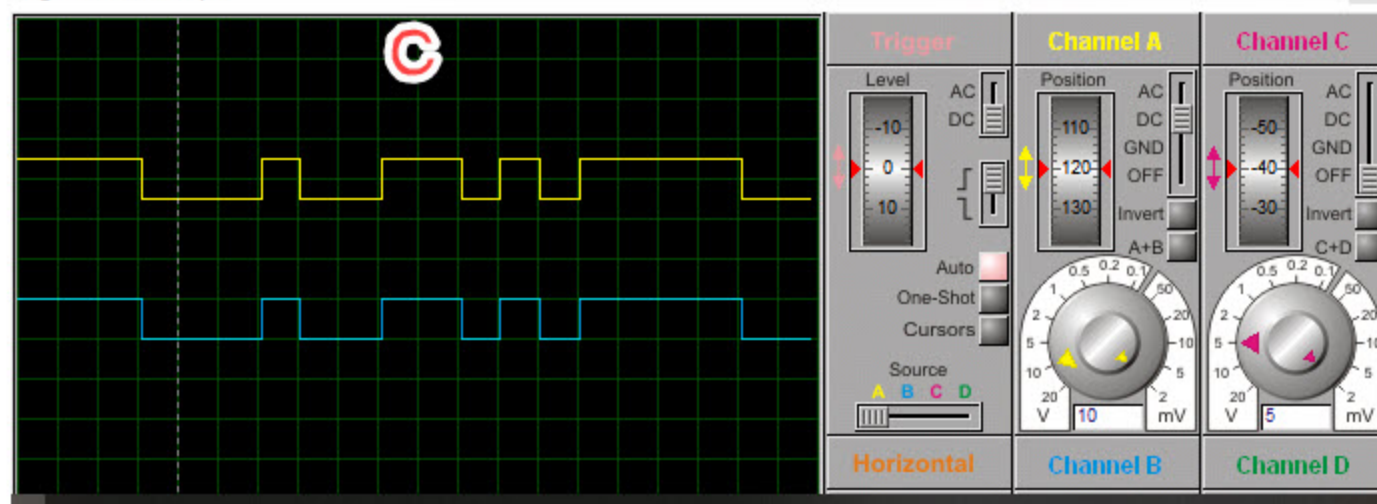 C
Trigger
Level
AC
DC
-10
0
10
Auto
One-Shot
Cursors
Source
A B C D
Horizontal
Channel A
Position
AC
DC
GND
OFF
110
120
130
Invert
A+B
20 10 5 2 1 0.5 0.2 0.1 50 20 10 5 2
V 10 mV
Channel B
Channel C
Position
AC
DC
GND
OFF
-50
-40
-30
Invert
C+D
20 10 5 2 1 0.5 0.2 0.1 50 20 10 5 2
V 5 mV
Channel D